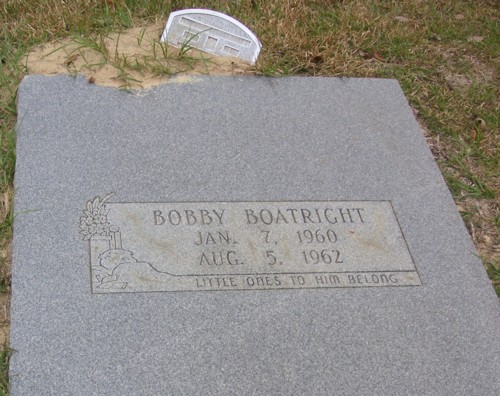 BOBBY BOATRIGHT
JAN. 7, 1960
AUG. 5, 1962
LITTLE ONES TO HIM BELONG